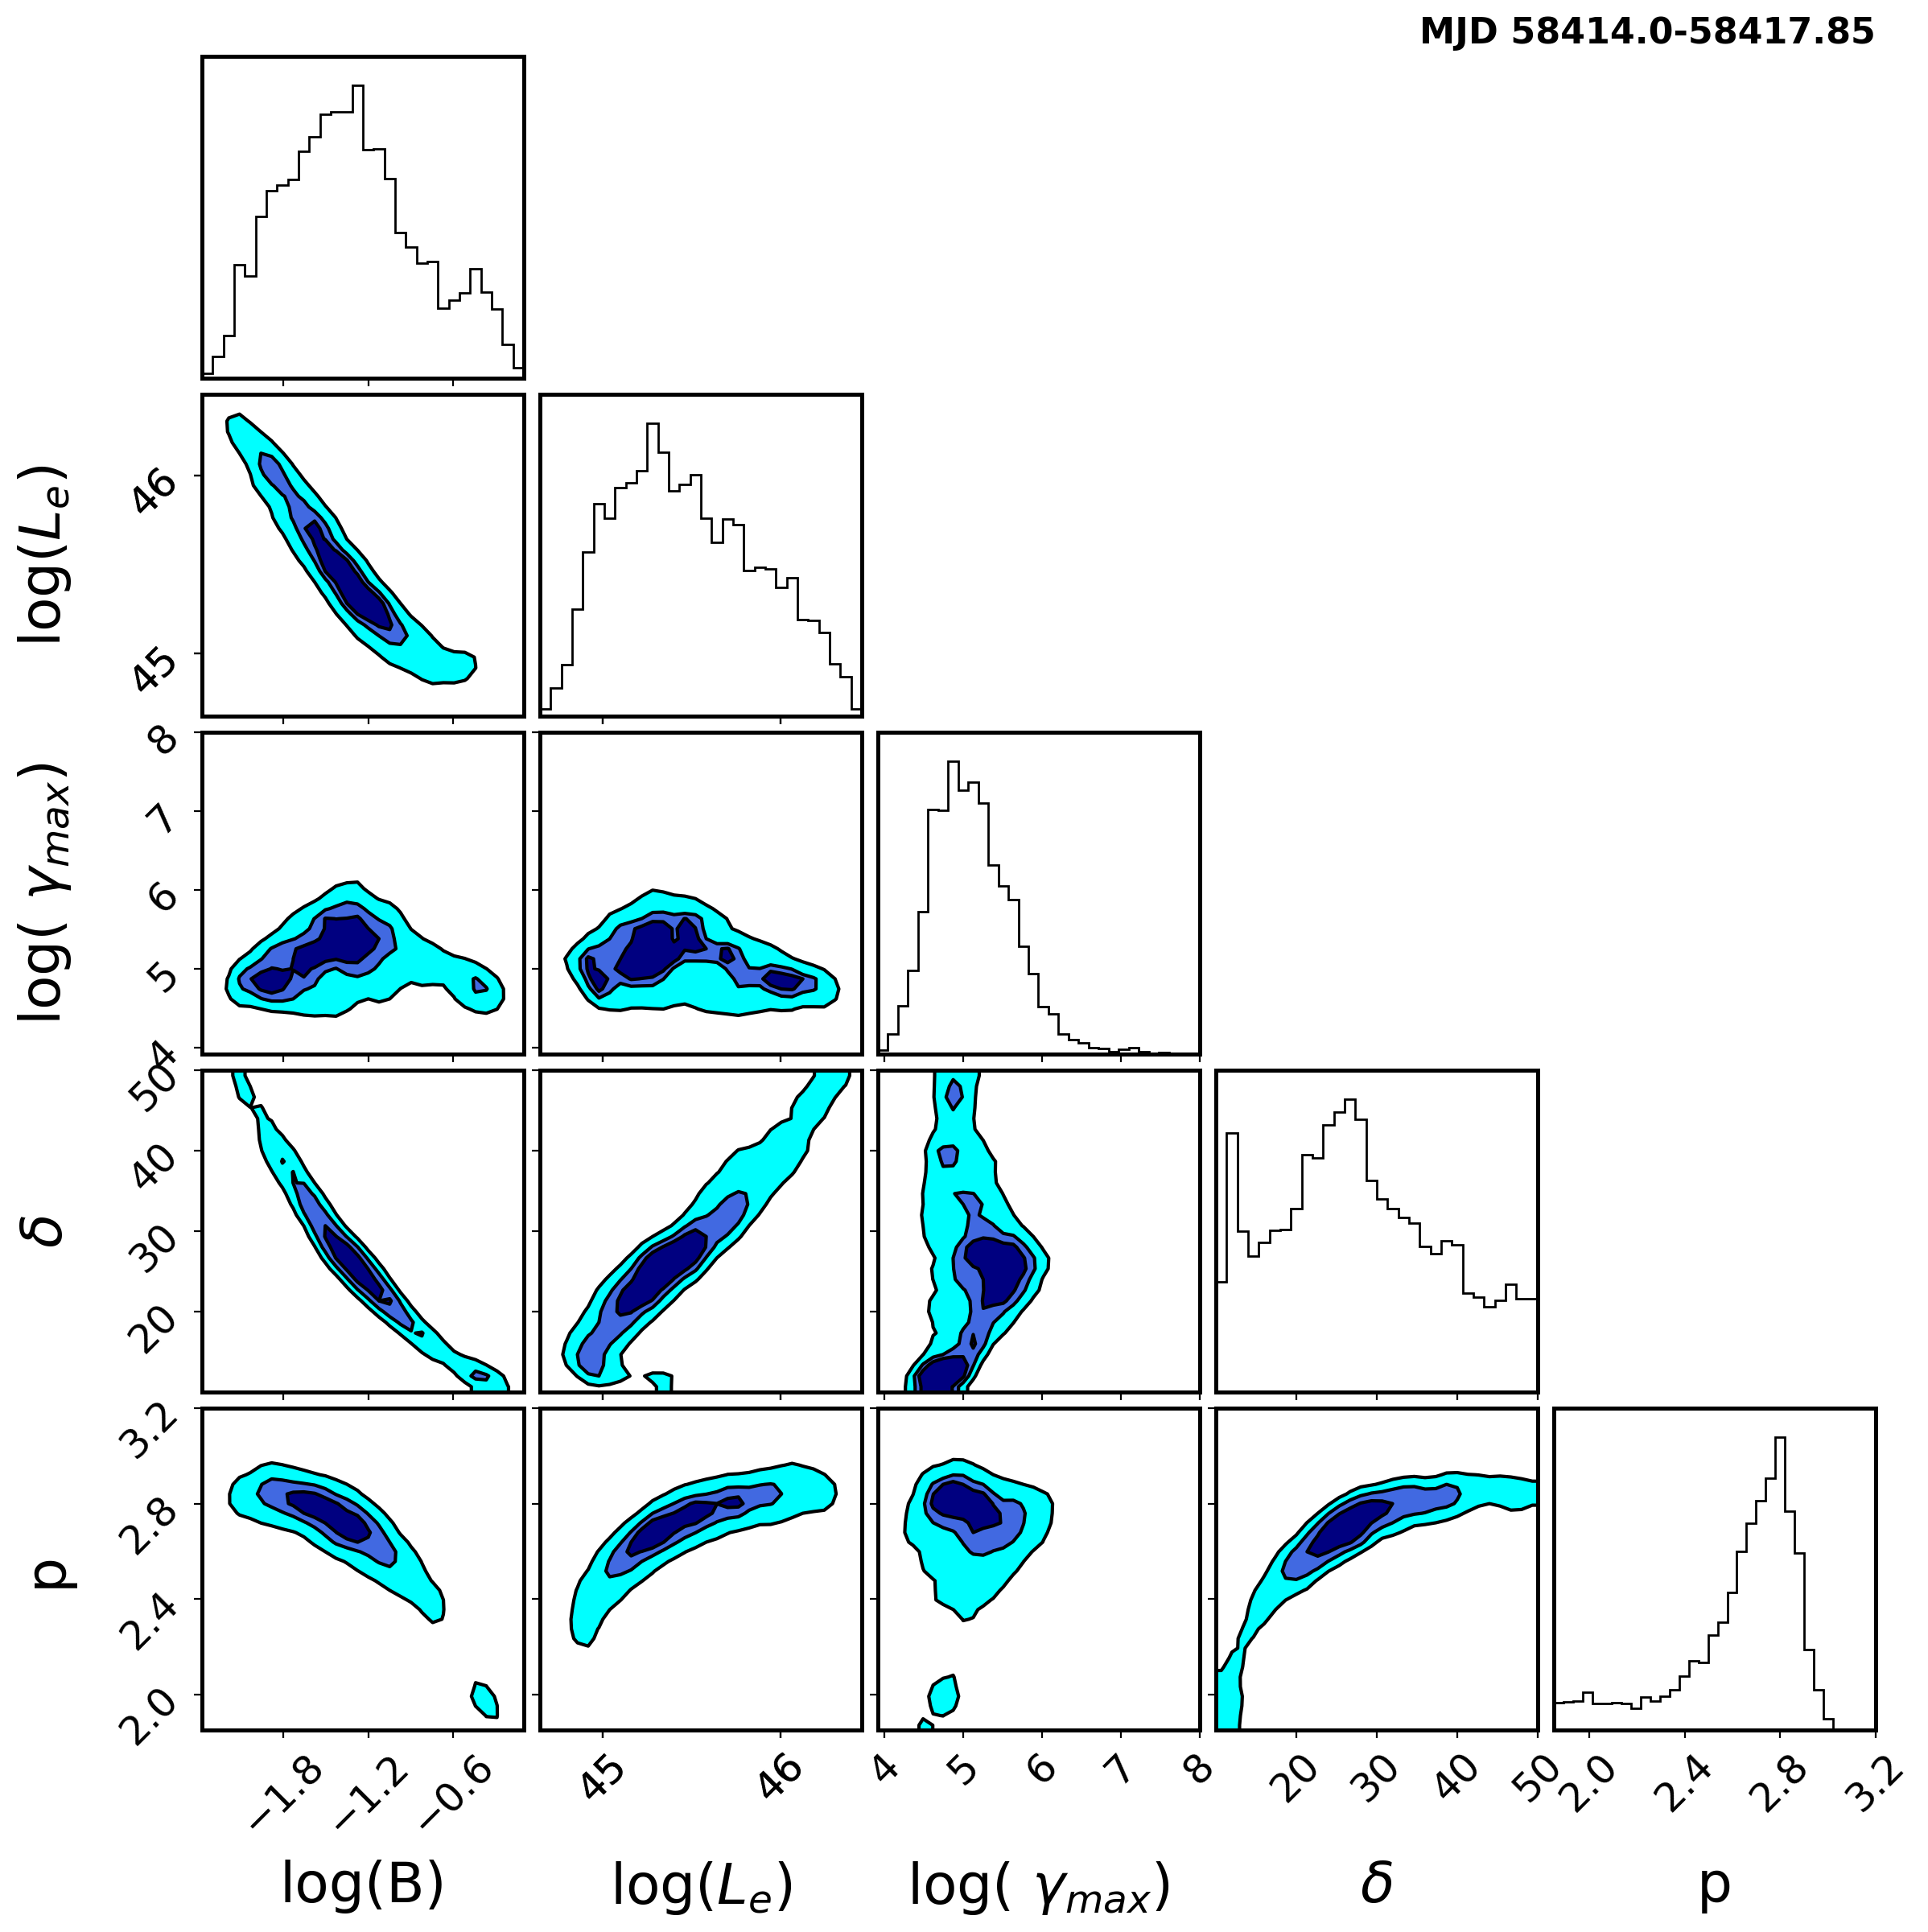 MJD 58414.0-58417.85
log(Lₑ)
46
45
log( γₘₐₓ)
8
7
6
5
4
δ
50
40
30
20
p
3.2
2.8
2.4
2.0
−1.8 −1.2 −0.6 45 46 4 5 6 7 8 20 30 40 50 2.0 2.4 2.8 3.2
log(B) log(Lₑ) log( γₘₐₓ) δ p